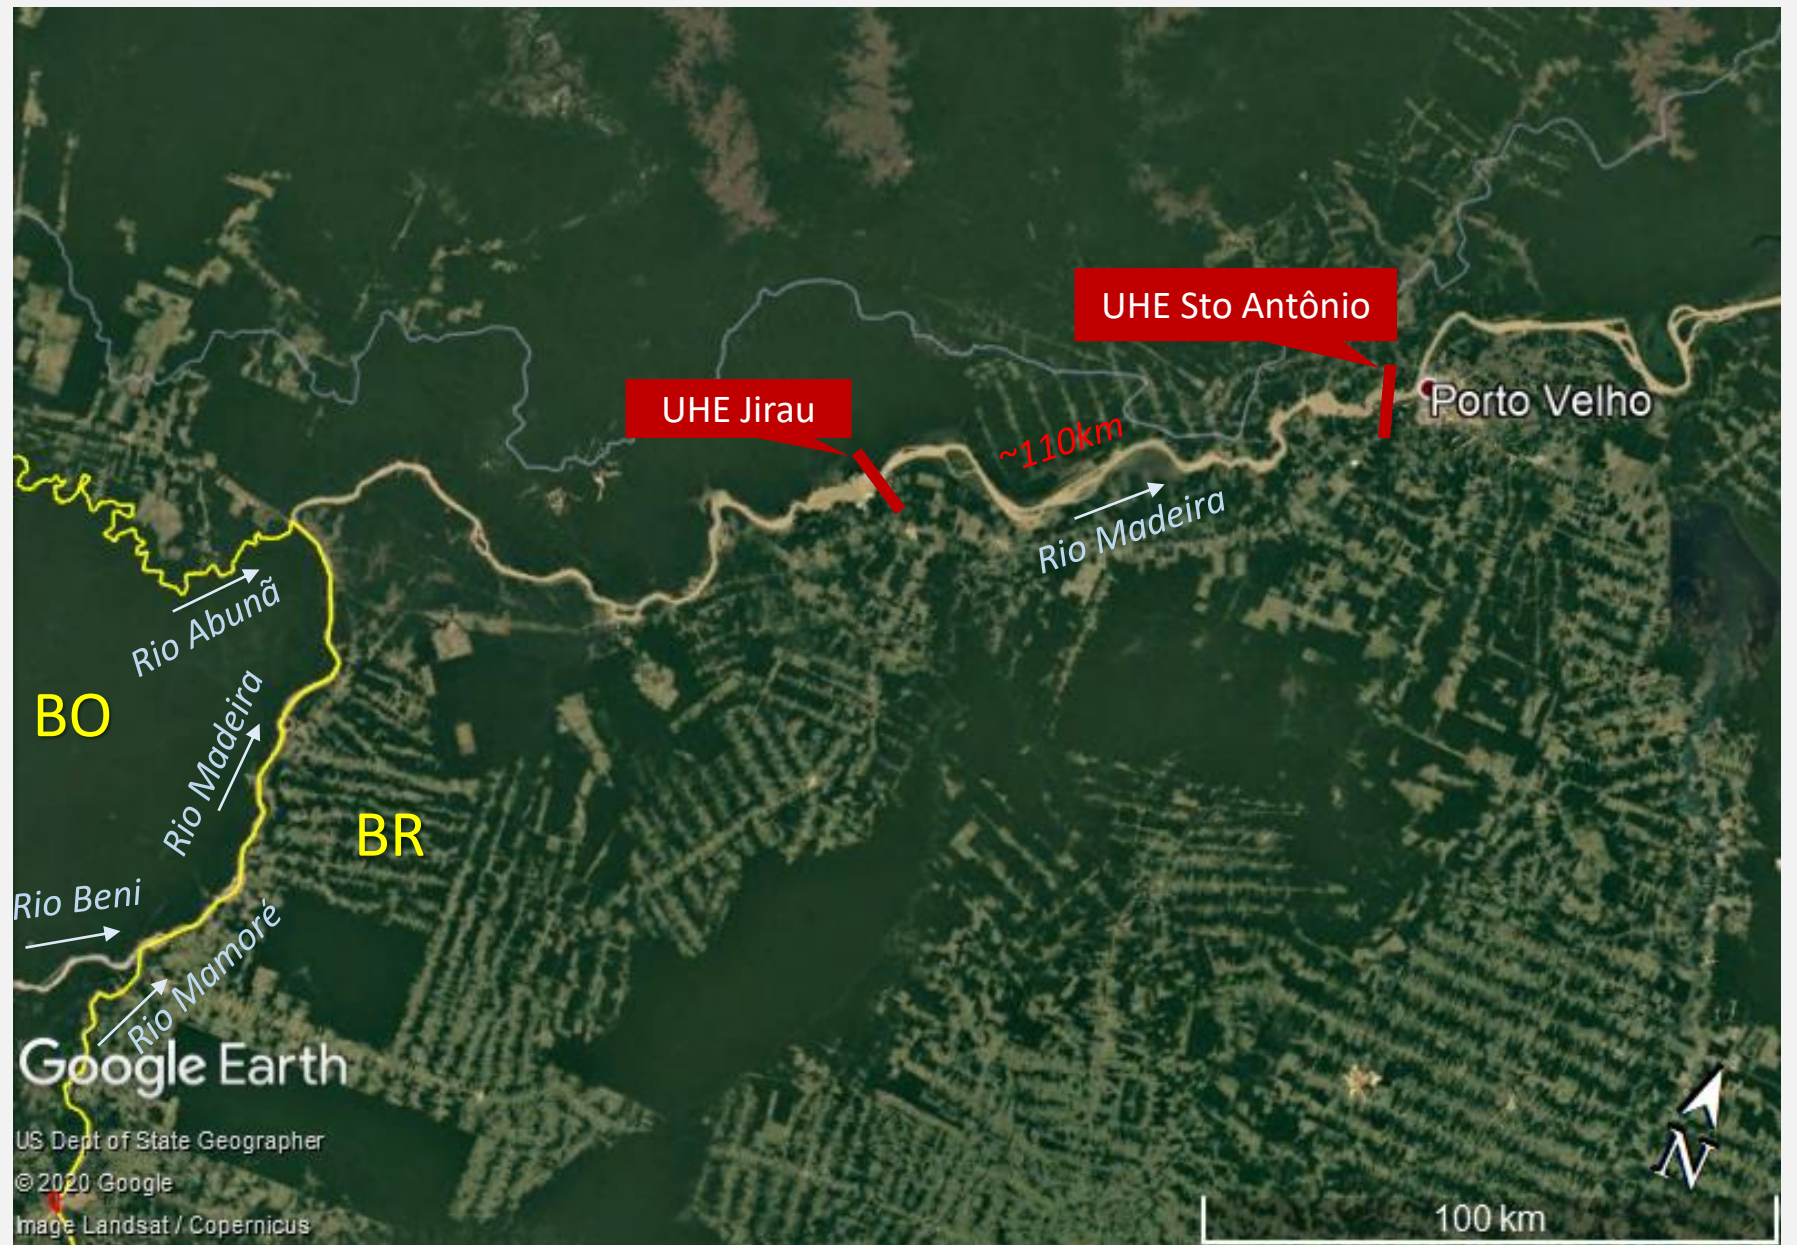 UHE Sto Antônio
UHE Jirau
Porto Velho
~110km
Rio Madeira
Rio Abunã
BO
Rio Madeira
BR
Rio Beni
Rio Mamoré
Google Earth
US Dept of State Geographer
© 2020 Google
Image Landsat / Copernicus
N
100 km